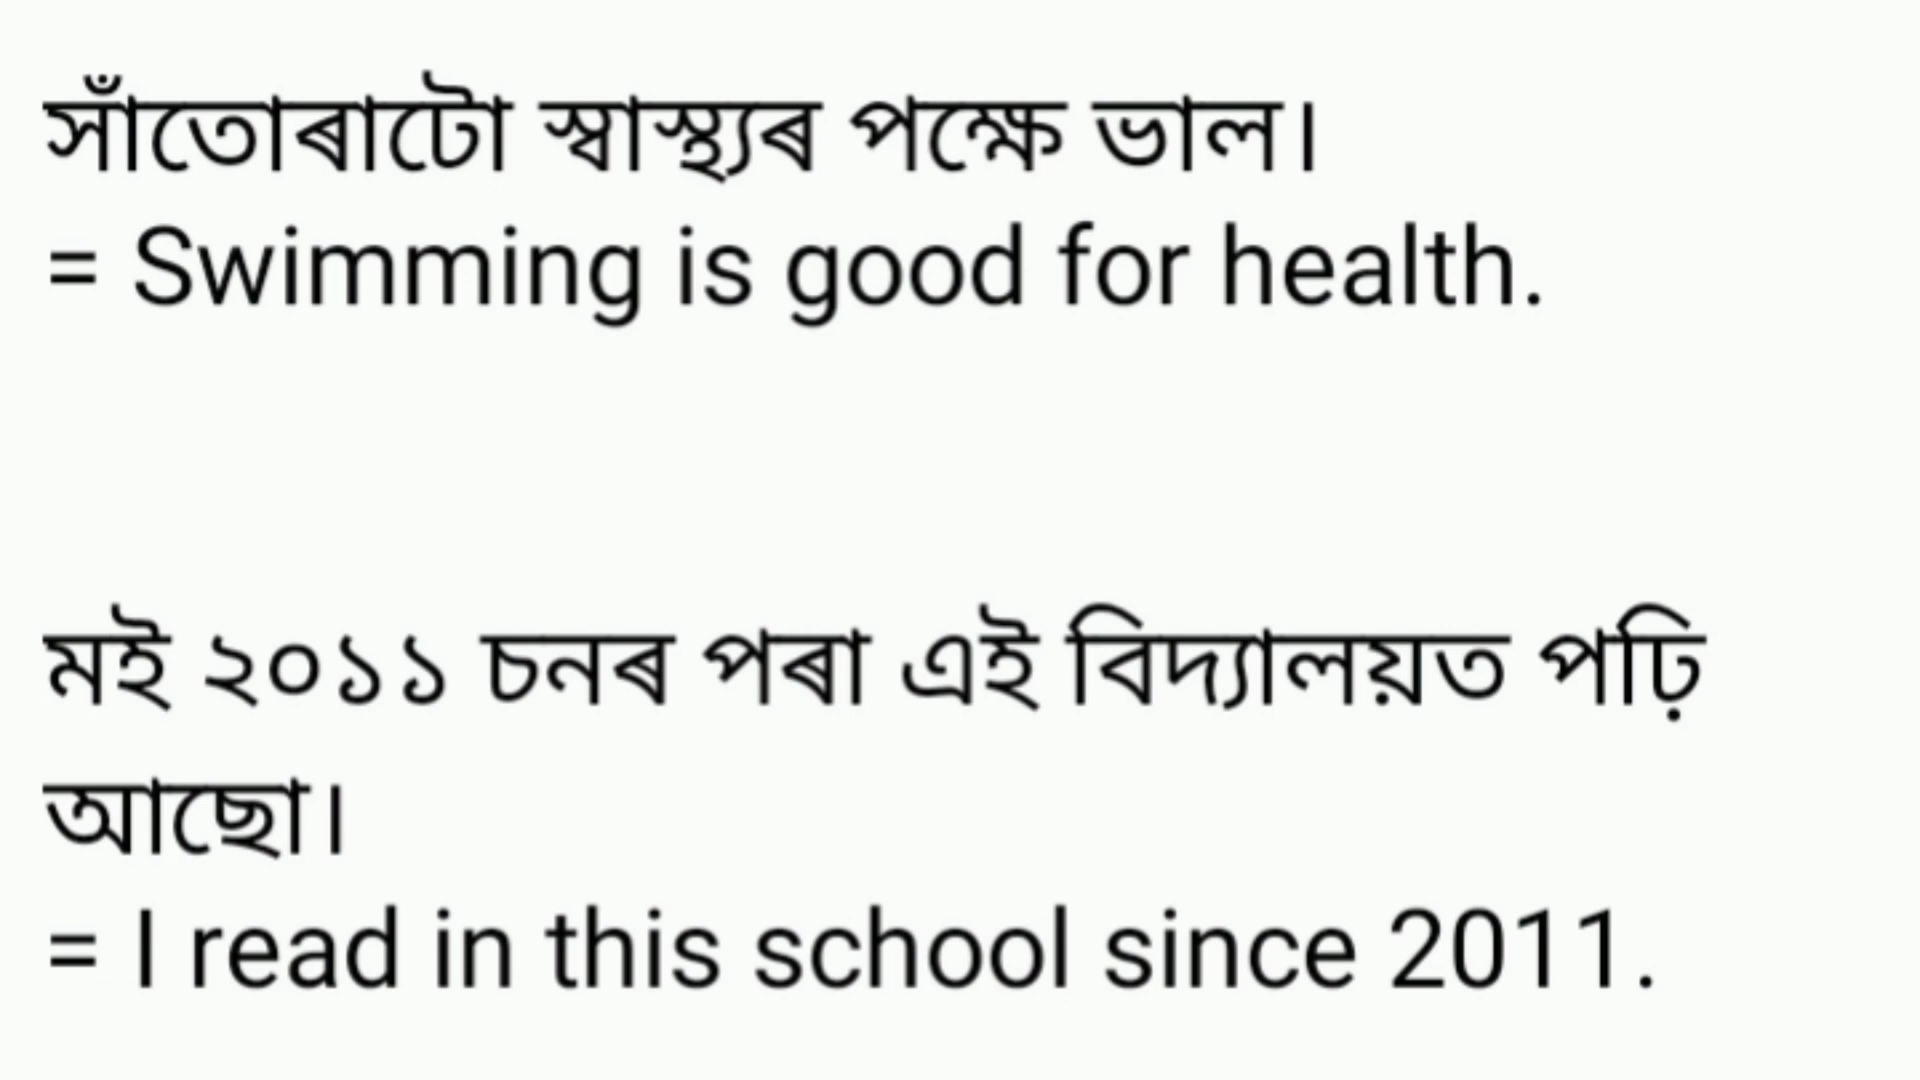 সাঁতোৰাটো স্বাস্থ্যৰ পক্ষে ভাল।
= Swimming is good for health.
মই ২০১১ চনৰ পৰা এই বিদ্যালয়ত পঢ়ি
আছো।
= I read in this school since 2011.